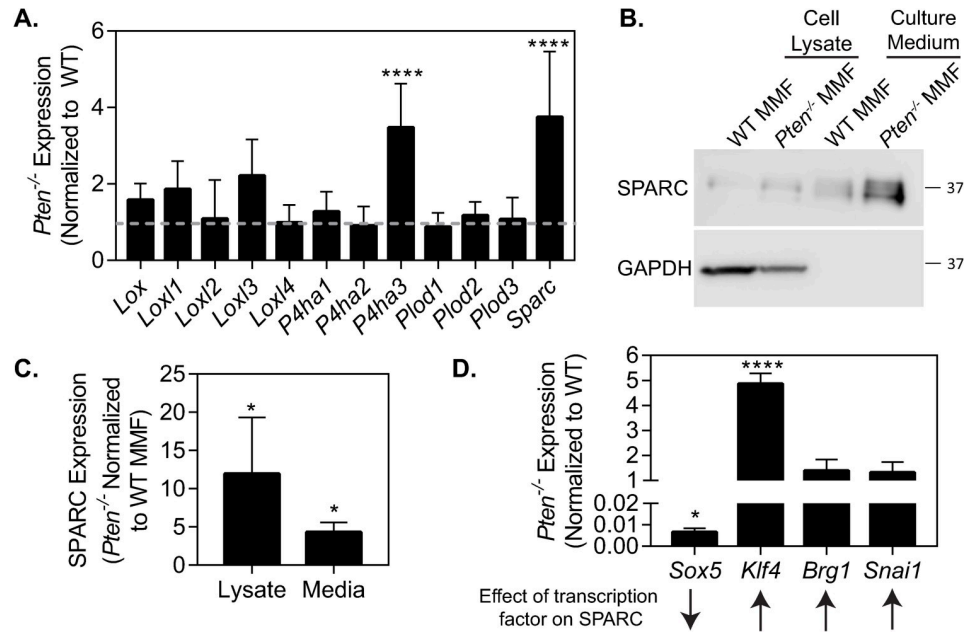 A.
Pten-/- Expression
(Normalized to WT)
6
4
2
0
**** ****
Lox Loxl1 Loxl2 Loxl3 Loxl4 P4ha1 P4ha2 P4ha3 Plod1 Plod2 Plod3 Sparc
B.
Cell Culture
Lysate Medium
WT MMF Pten-/- MMF WT MMF Pten-/- MMF
SPARC 37
GAPDH 37
C.
SPARC Expression
(Pten-/- Normalized
to WT MMF)
25
20
15
10
5
0
* *
Lysate Media
D.
Pten-/- Expression
(Normalized to WT)
6
5
4
3
2
1
0.02
0.01
0.00
* ****
Sox5 Klf4 Brg1 Snai1
Effect of transcription
factor on SPARC